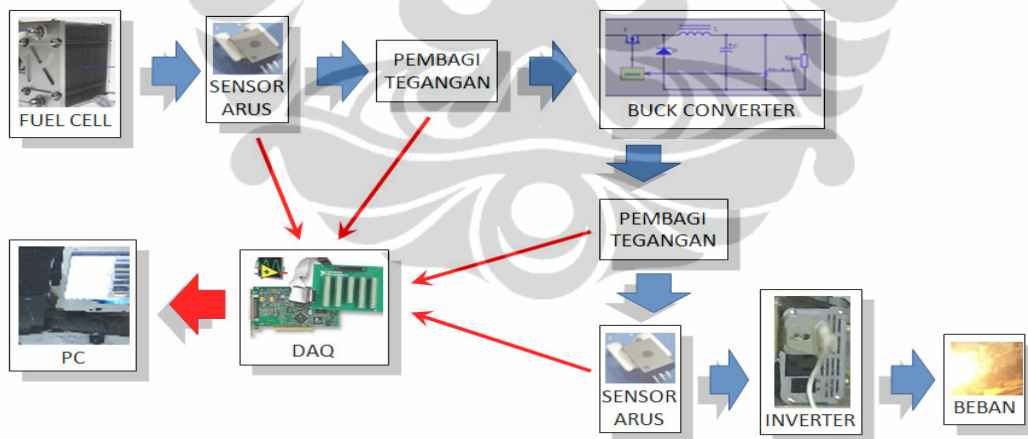 FUEL CELL
SENSOR
ARUS
PEMBAGI
TEGANGAN
BUCK CONVERTER
PEMBAGI
TEGANGAN
PC
DAQ
SENSOR
ARUS
INVERTER
BEBAN